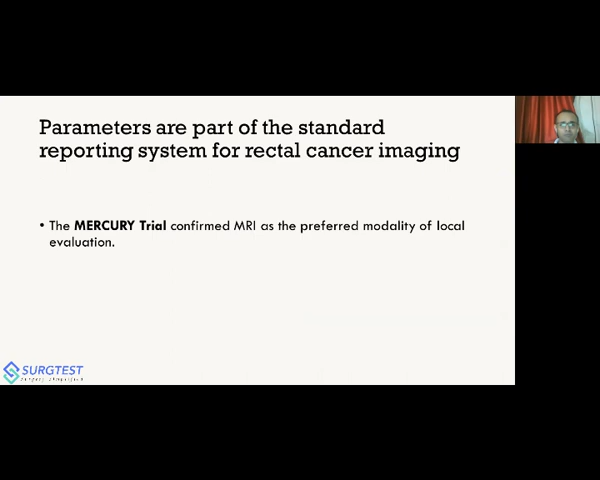 Parameters are part of the standard
reporting system for rectal cancer imaging
• The MERCURY Trial confirmed MRI as the preferred modality of local
evaluation.
SURGTEST